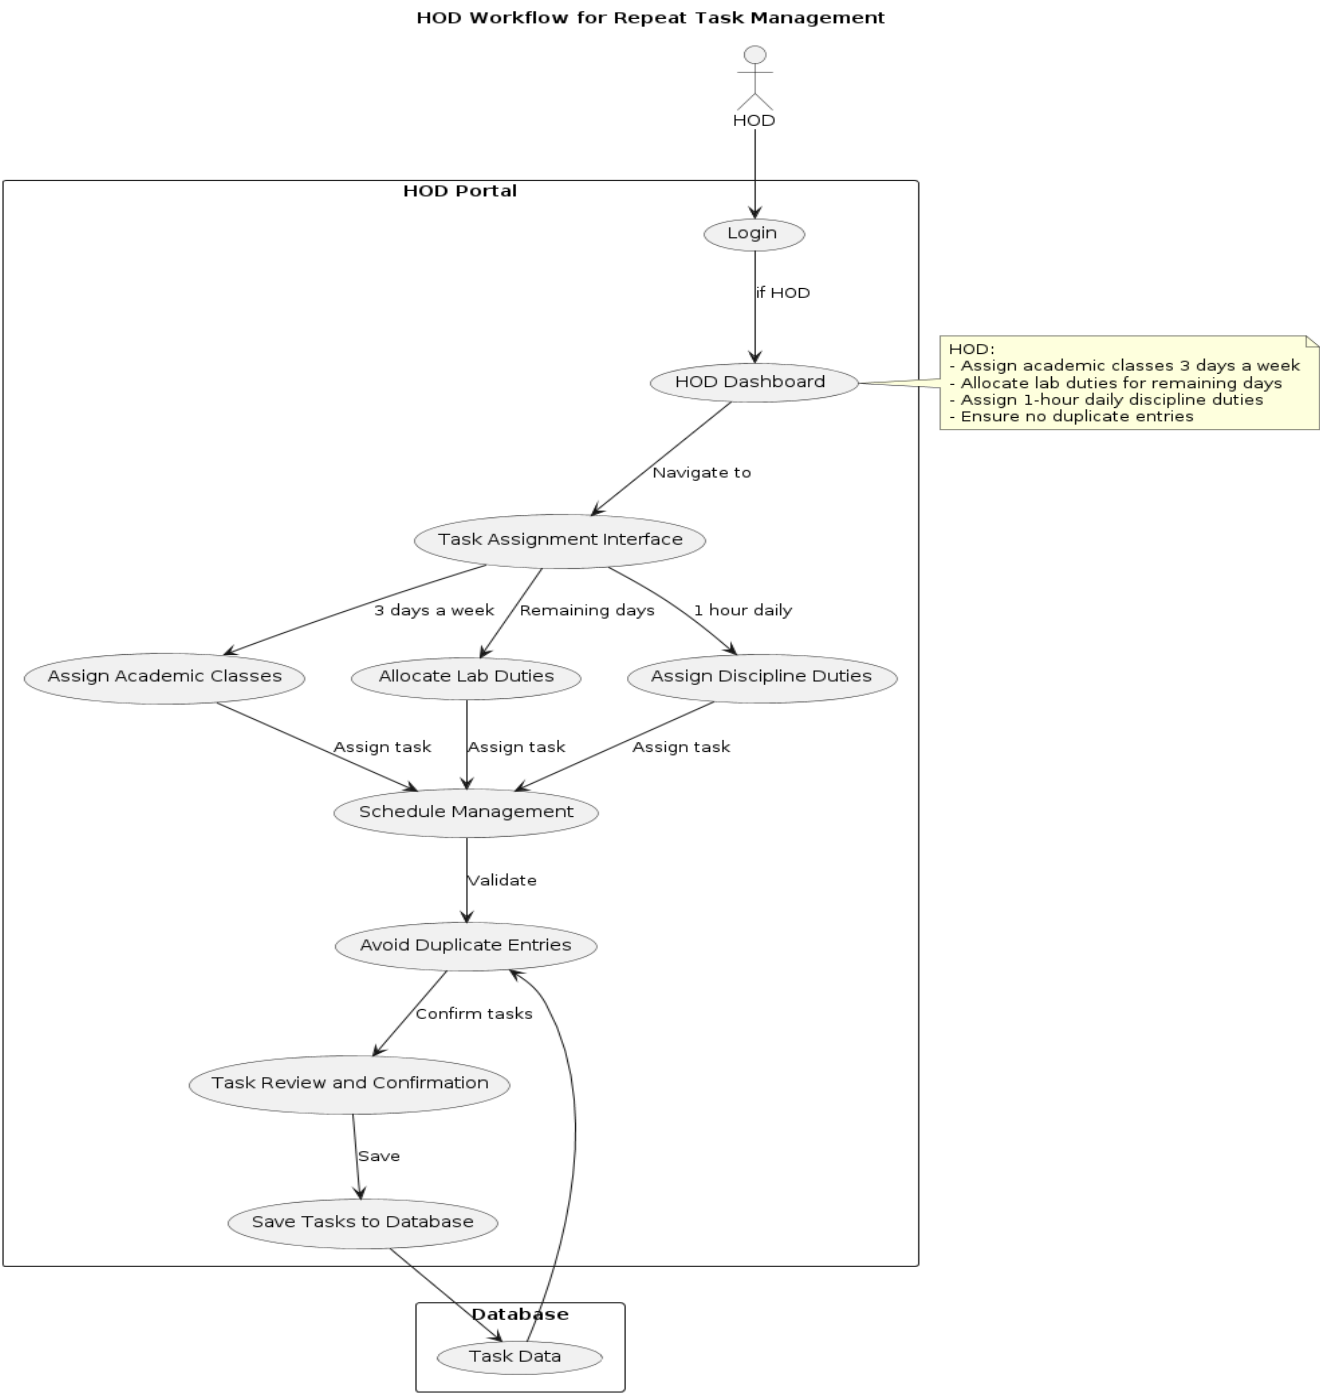 HOD Workflow for Repeat Task Management
HOD
HOD Portal
Login
if HOD
HOD Dashboard
HOD:
- Assign academic classes 3 days a week
- Allocate lab duties for remaining days
- Assign 1-hour daily discipline duties
- Ensure no duplicate entries
Navigate to
Task Assignment Interface
3 days a week
Remaining days
1 hour daily
Assign Academic Classes
Allocate Lab Duties
Assign Discipline Duties
Assign task
Assign task
Assign task
Schedule Management
Validate
Avoid Duplicate Entries
Confirm tasks
Task Review and Confirmation
Save
Save Tasks to Database
Database
Task Data